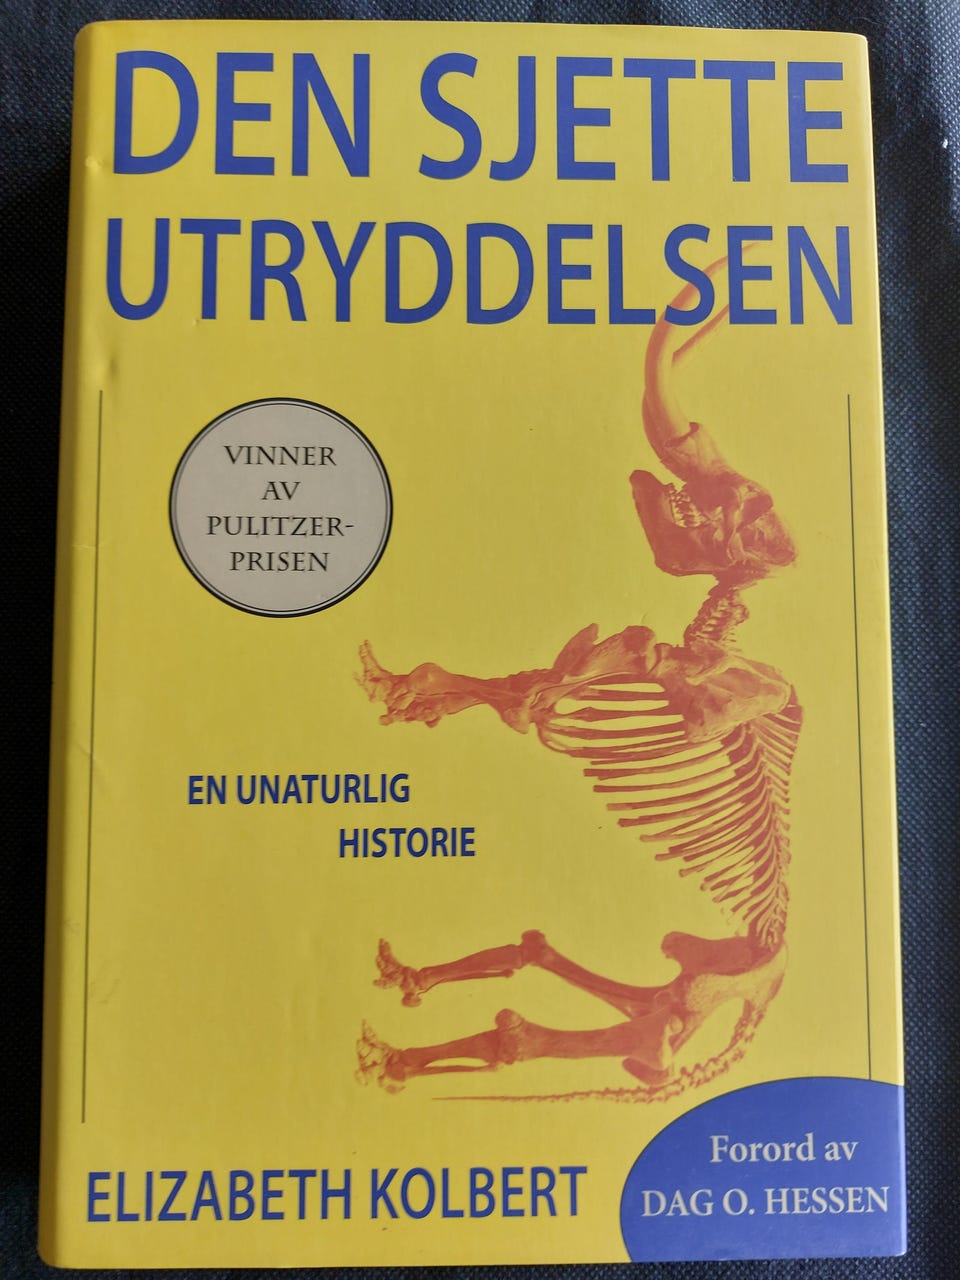 DEN SJETTE
UTRYDDELSEN
VINNER
AV
PULITZER-
PRISEN
EN UNATURLIG
HISTORIE
ELIZABETH KOLBERT
Forord av
DAG O. HESSEN